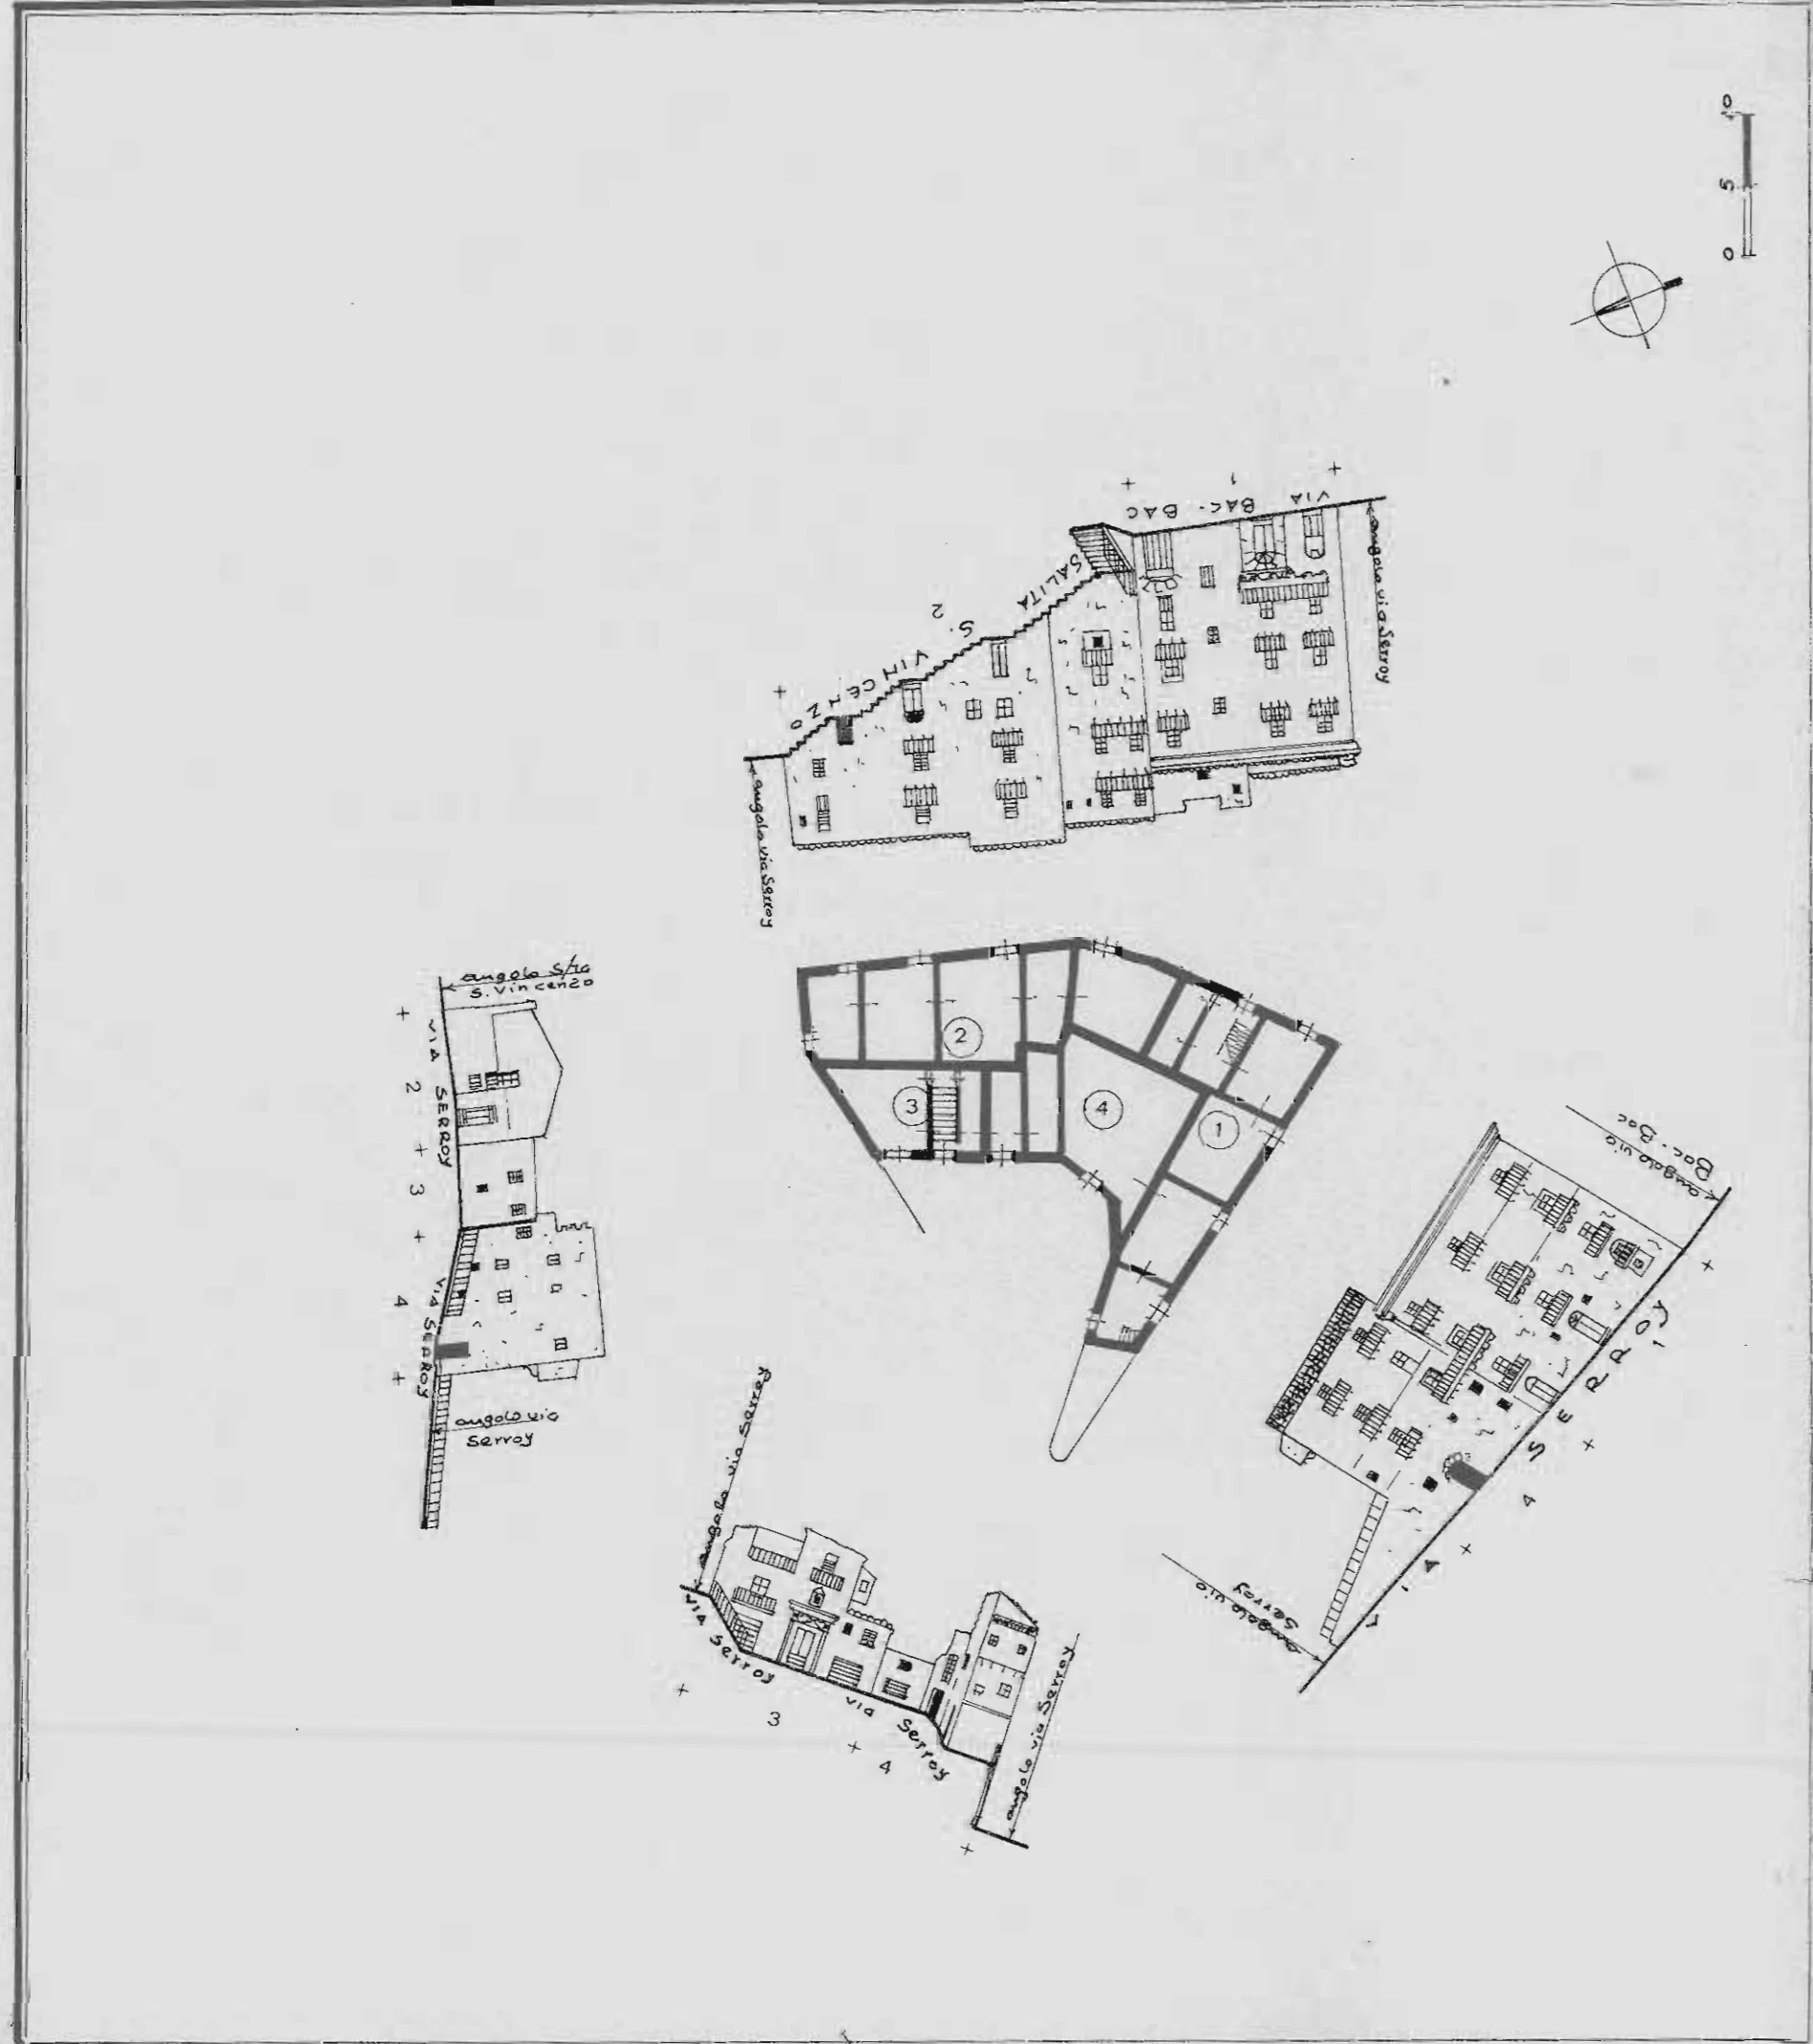 0 5 10
VIA BAC-BAC
1
SALITA S. VINCENZO
2
angolo via Serroy
angolo via Serroy
angolo S/ta
S. Vincenzo
VIA SERROY
2
3
VIA SERROY
4
angolo via
Serroy
2
3
4
1
angolo via
Bac-Bac
VIA SERROY
1
4
angolo via
Serroy
angolo via Serroy
via Serroy
3
via Serroy
4
angolo via Serroy